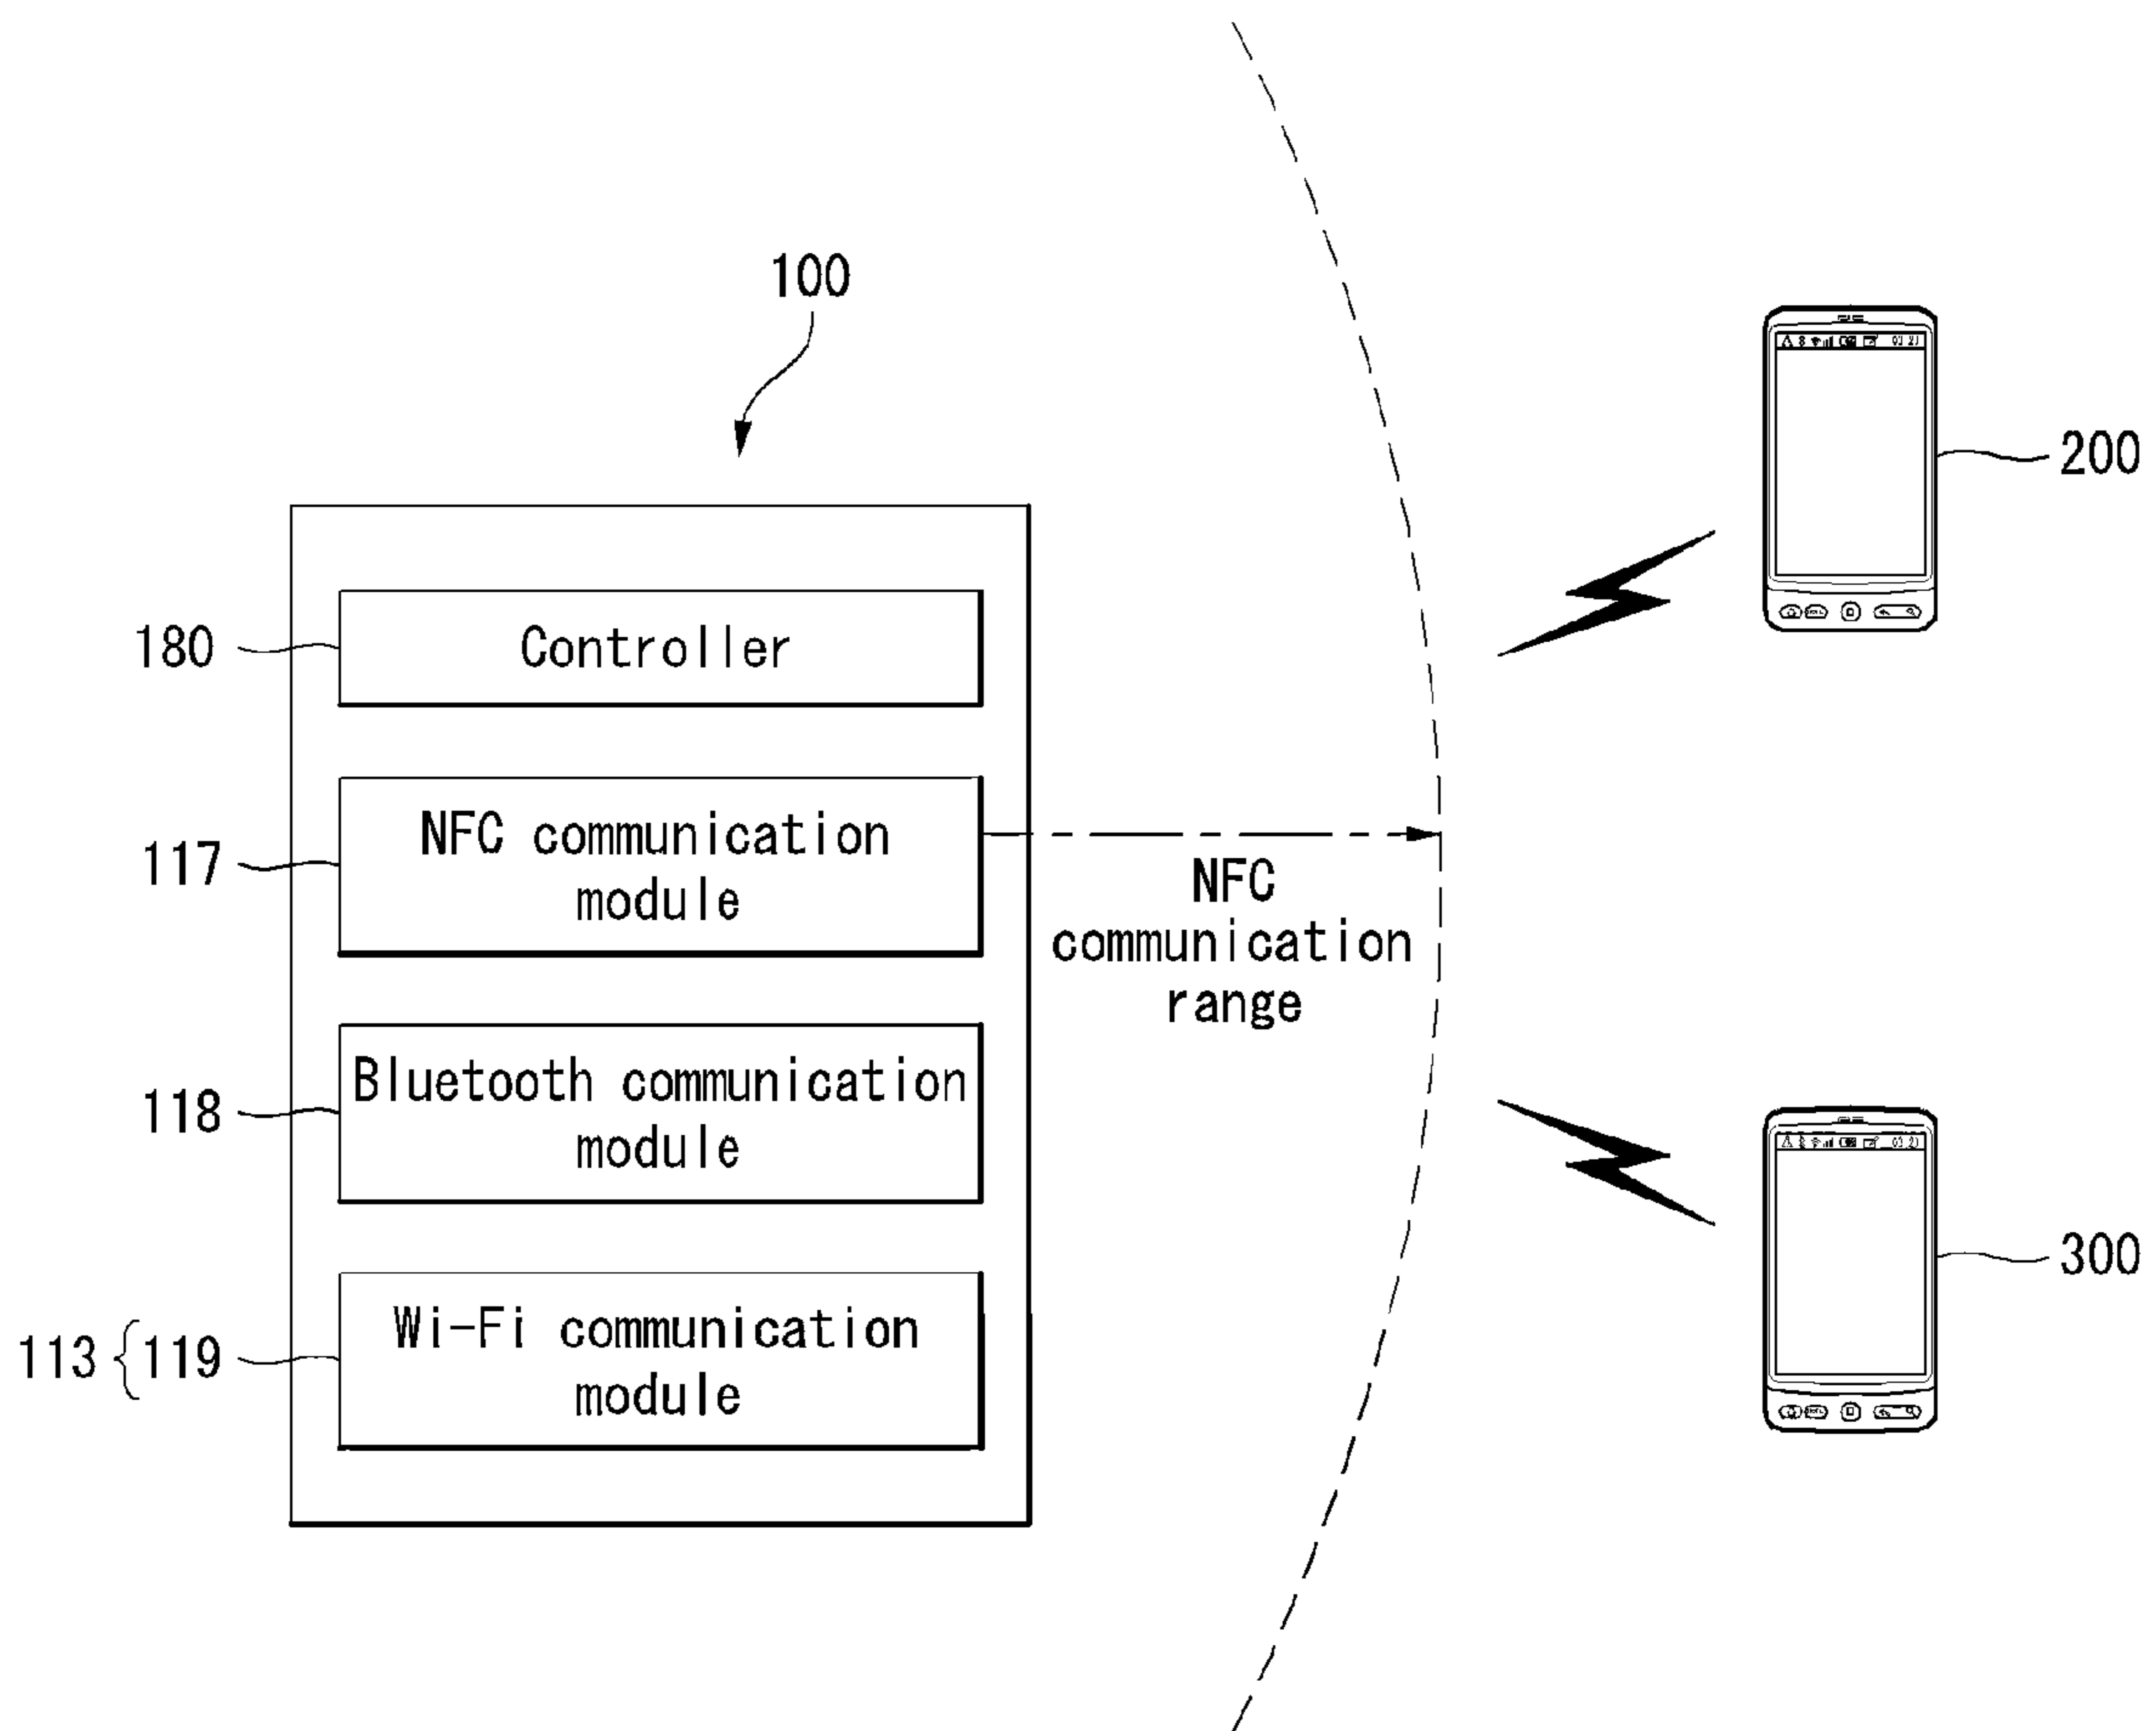 100
200
180
Controller
117
NFC communication
module
NFC
communication
range
118
Bluetooth communication
module
300
113 { 119
Wi-Fi communication
module